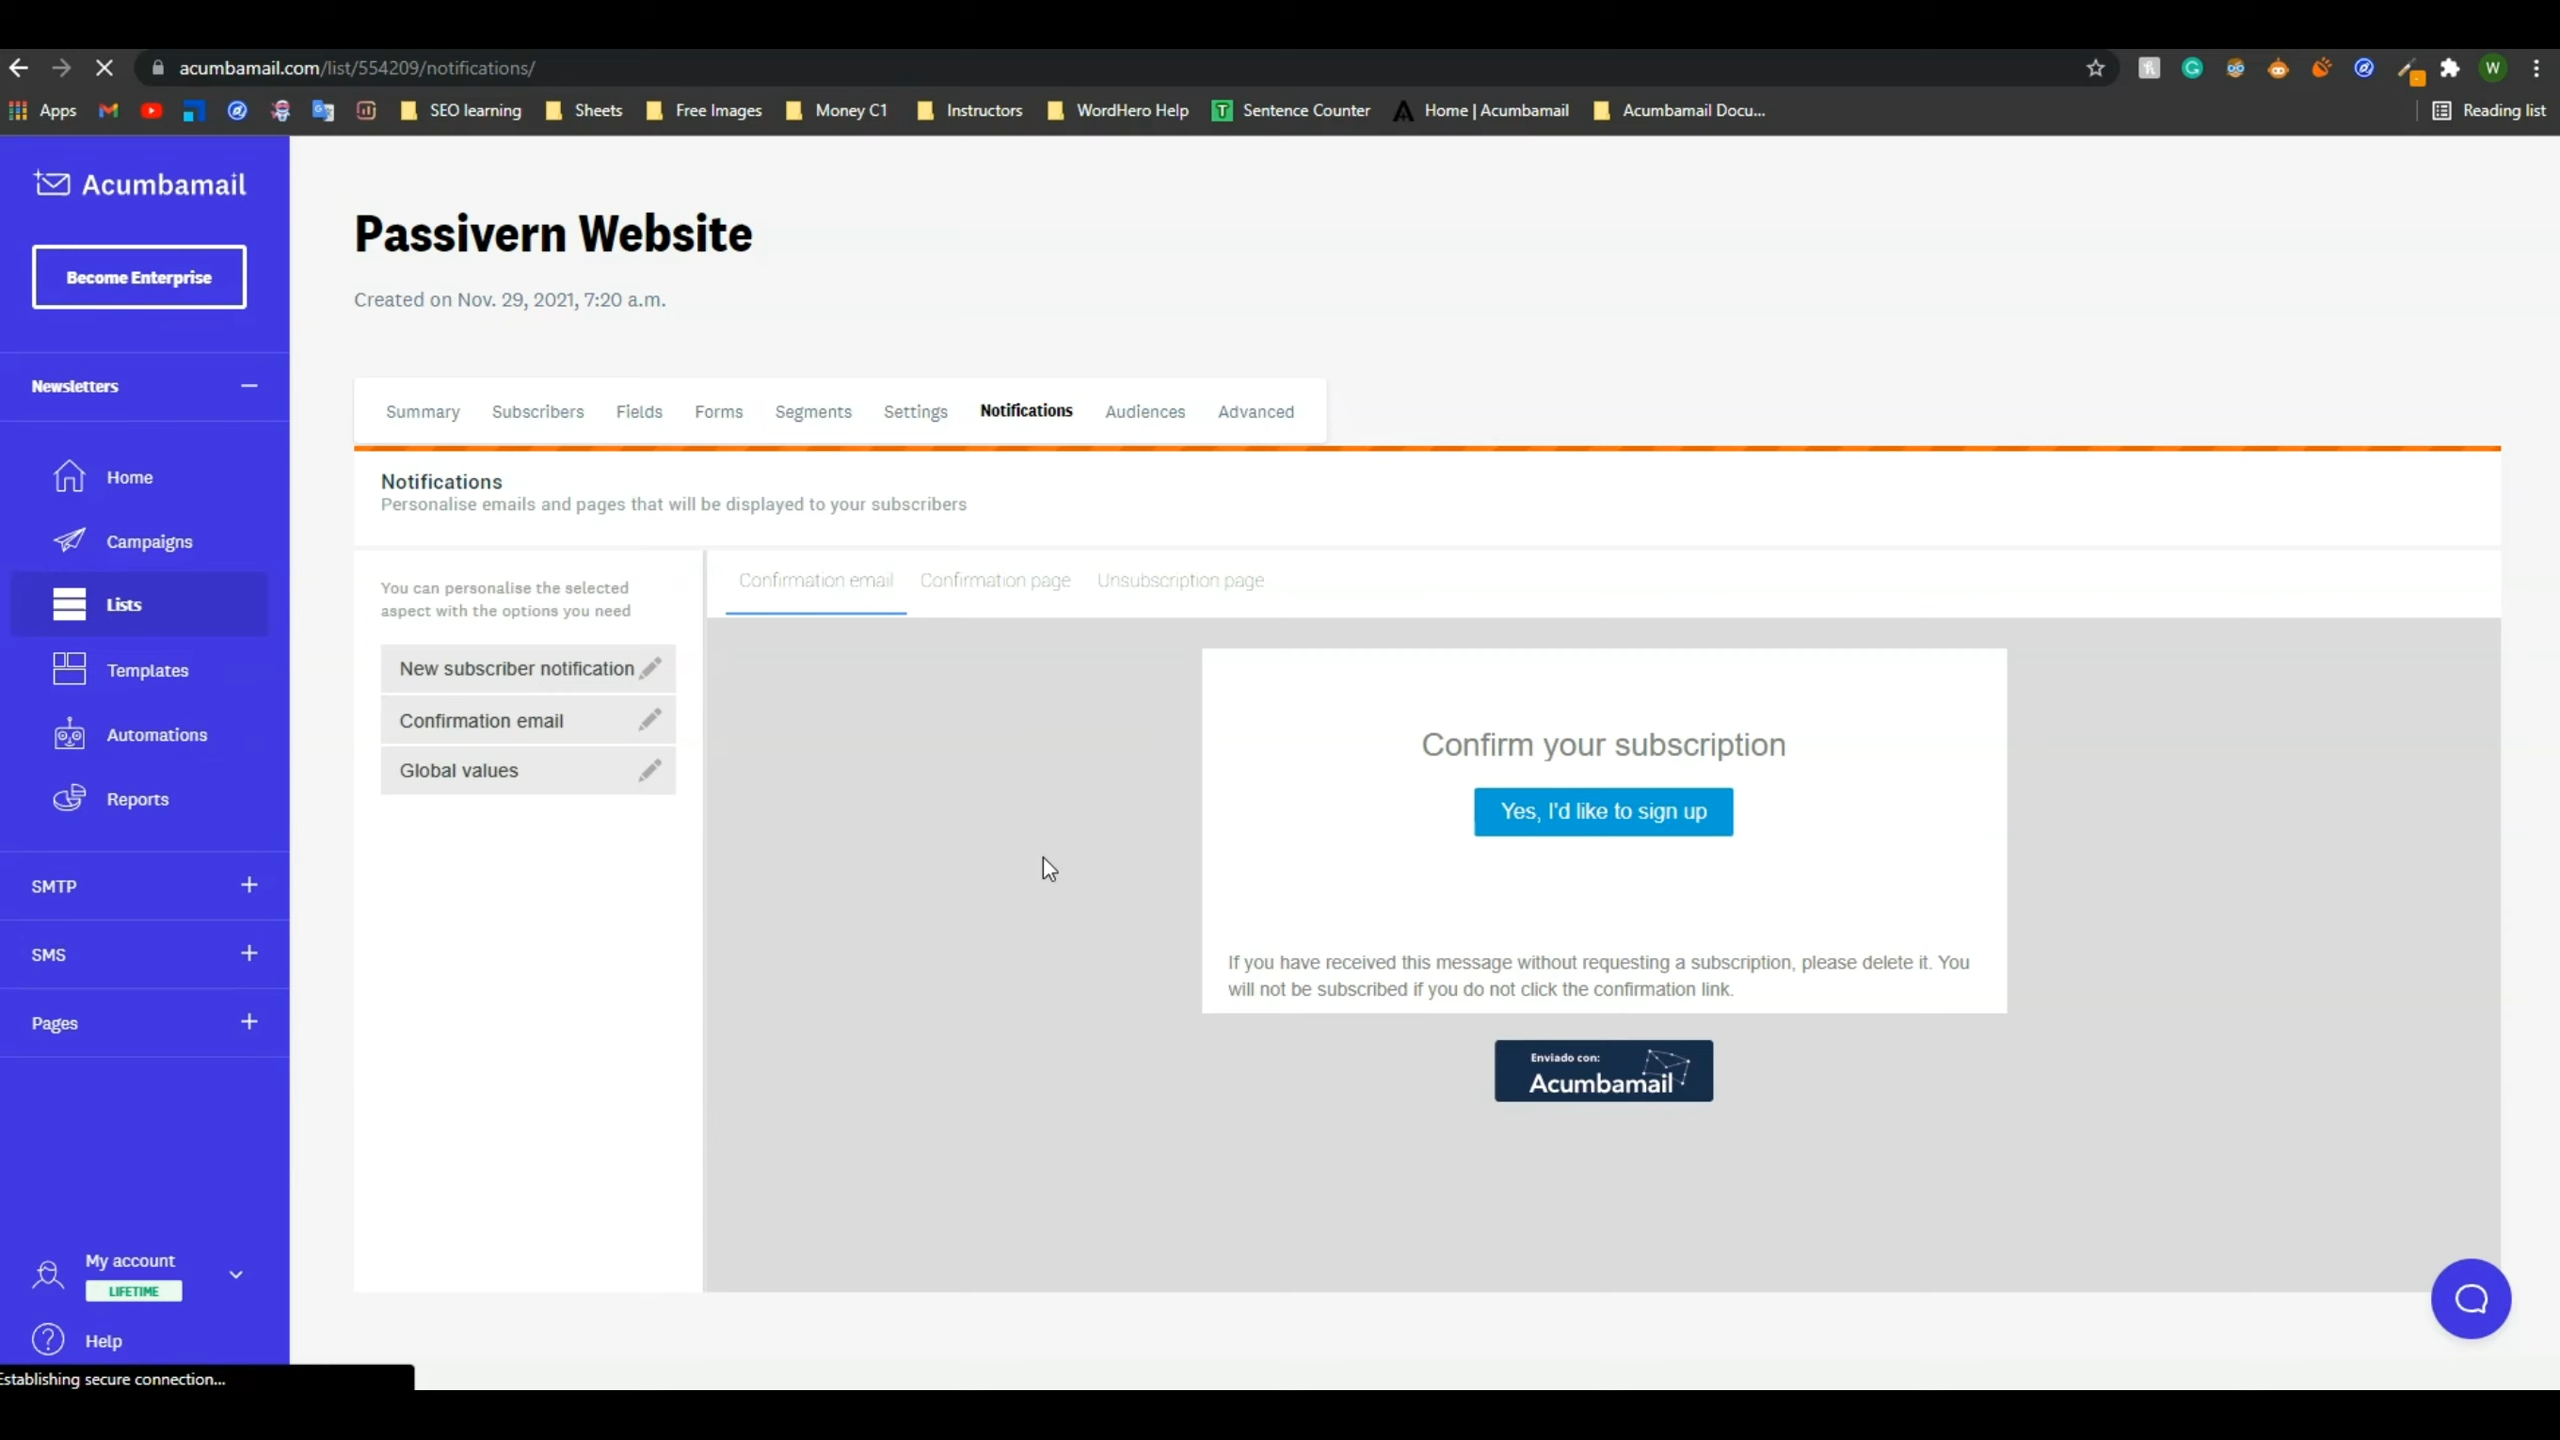 acumbamail.com/list/554209/notifications/
W
Apps
SEO learning
Sheets
Free Images
Money C1
Instructors
WordHero Help
Sentence Counter
Home | Acumbamail
Acumbamail Docu...
Reading list
Acumbamail
Become Enterprise
Newsletters
Home
Campaigns
Lists
Templates
Automations
Reports
SMTP
SMS
Pages
My account
LIFETIME
Help
Establishing secure connection...
Passivern Website
Created on Nov. 29, 2021, 7:20 a.m.
Summary
Subscribers
Fields
Forms
Segments
Settings
Notifications
Audiences
Advanced
Notifications
Personalise emails and pages that will be displayed to your subscribers
You can personalise the selected
aspect with the options you need
New subscriber notification
Confirmation email
Global values
Confirmation email
Confirmation page
Unsubscription page
Confirm your subscription
Yes, I'd like to sign up
If you have received this message without requesting a subscription, please delete it. You
will not be subscribed if you do not click the confirmation link.
Enviado con:
Acumbamail